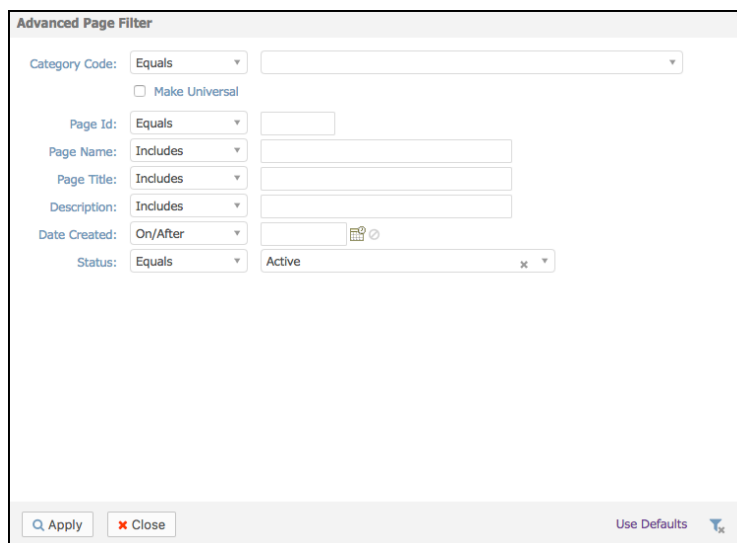 Advanced Page Filter
Category Code: Equals
Make Universal
Page Id: Equals
Page Name: Includes
Page Title: Includes
Description: Includes
Date Created: On/After
Status: Equals Active
Apply Close Use Defaults